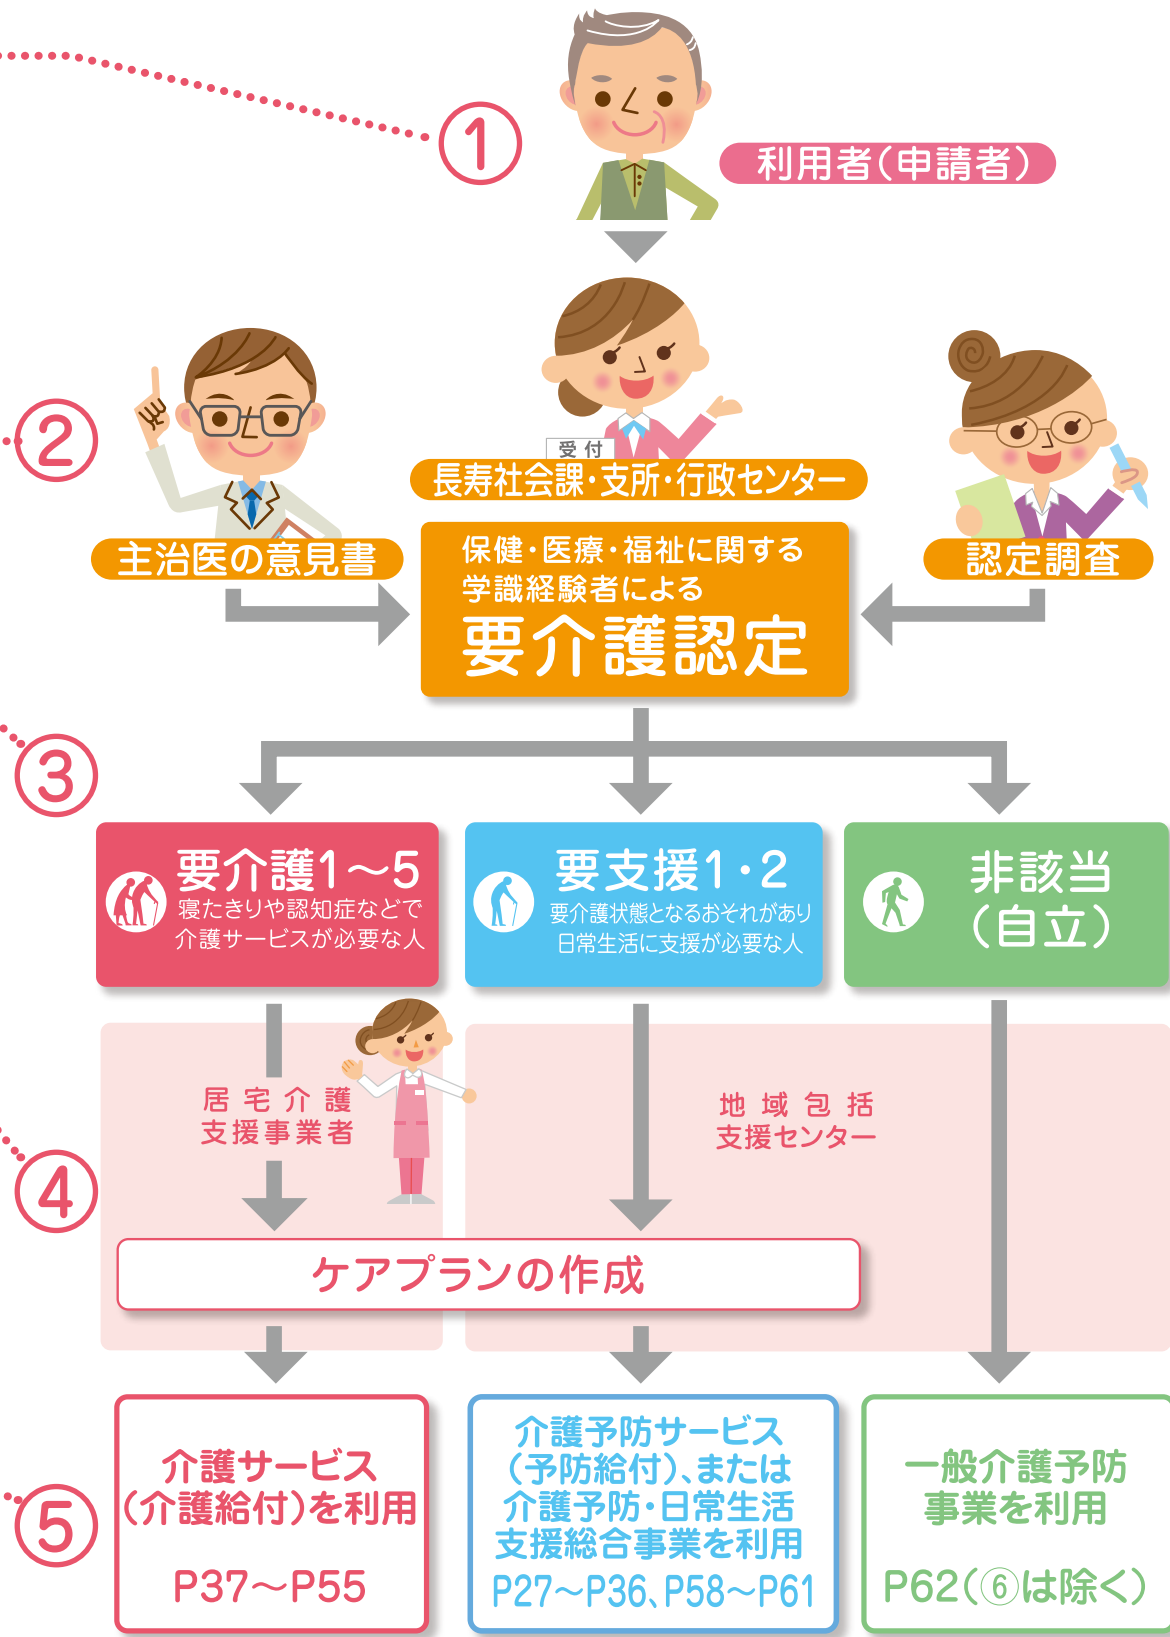 ①
利用者（申請者）
②
受付
長寿社会課・支所・行政センター
主治医の意見書
認定調査
保健・医療・福祉に関する
学識経験者による
要介護認定
③
要介護1～5
寝たきりや認知症などで
介護サービスが必要な人
要支援1・2
要介護状態となるおそれがあり
日常生活に支援が必要な人
非該当
（自立）
④
居宅介護
支援事業者
地域包括
支援センター
ケアプランの作成
⑤
介護サービス
（介護給付）を利用
P37～P55
介護予防サービス
（予防給付）、または
介護予防・日常生活
支援総合事業を利用
P27～P36、P58～P61
一般介護予防
事業を利用
P62（⑥は除く）